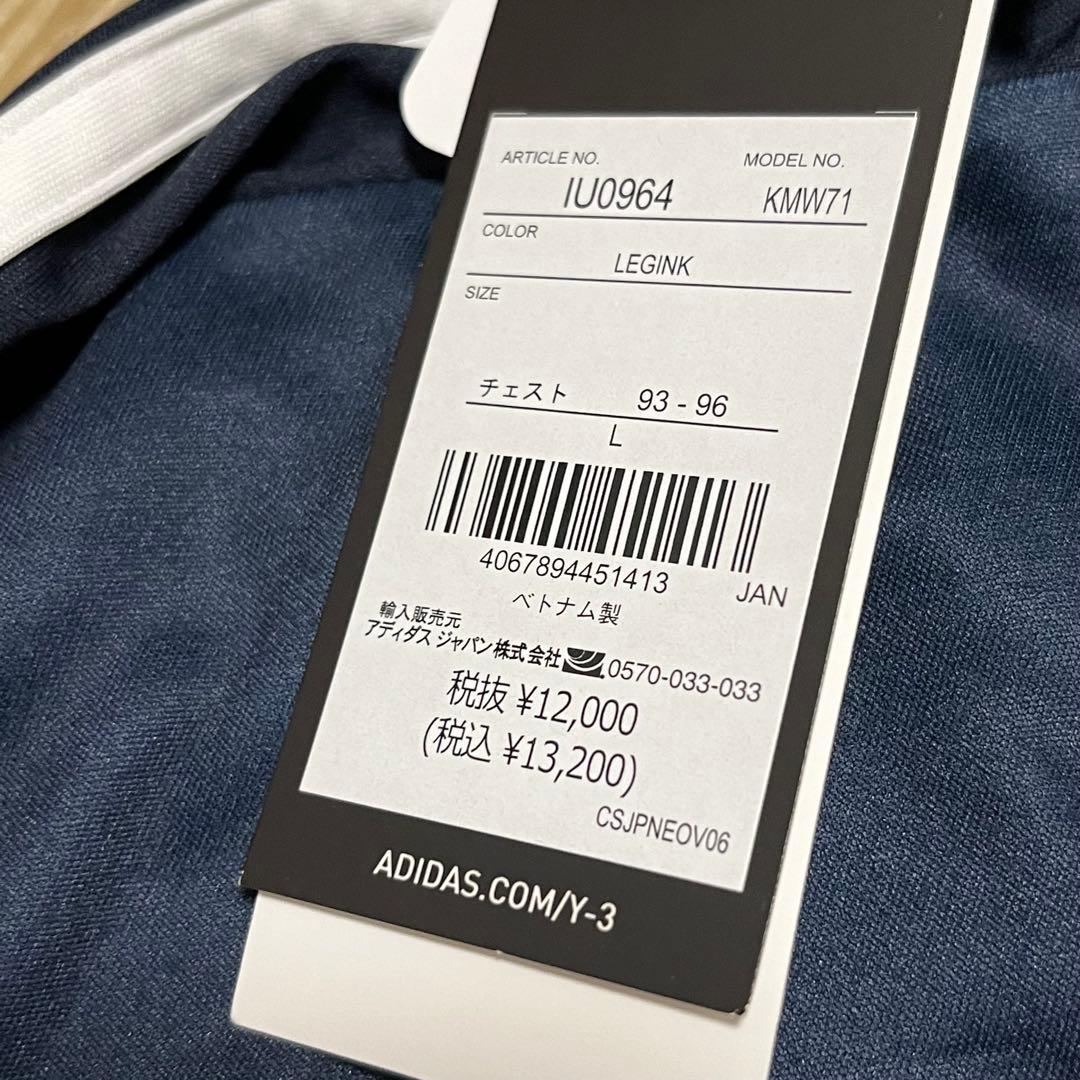 ARTICLE NO. MODEL NO.
IU0964 KMW71
COLOR
LEGINK
SIZE
チェスト 93 - 96
L
4067894451413 JAN
ベトナム製
輸入販売元
アディダス ジャパン株式会社 0570-033-033
税抜 ¥12,000
(税込 ¥13,200)
CSJPNEOV06
ADIDAS.COM/Y-3